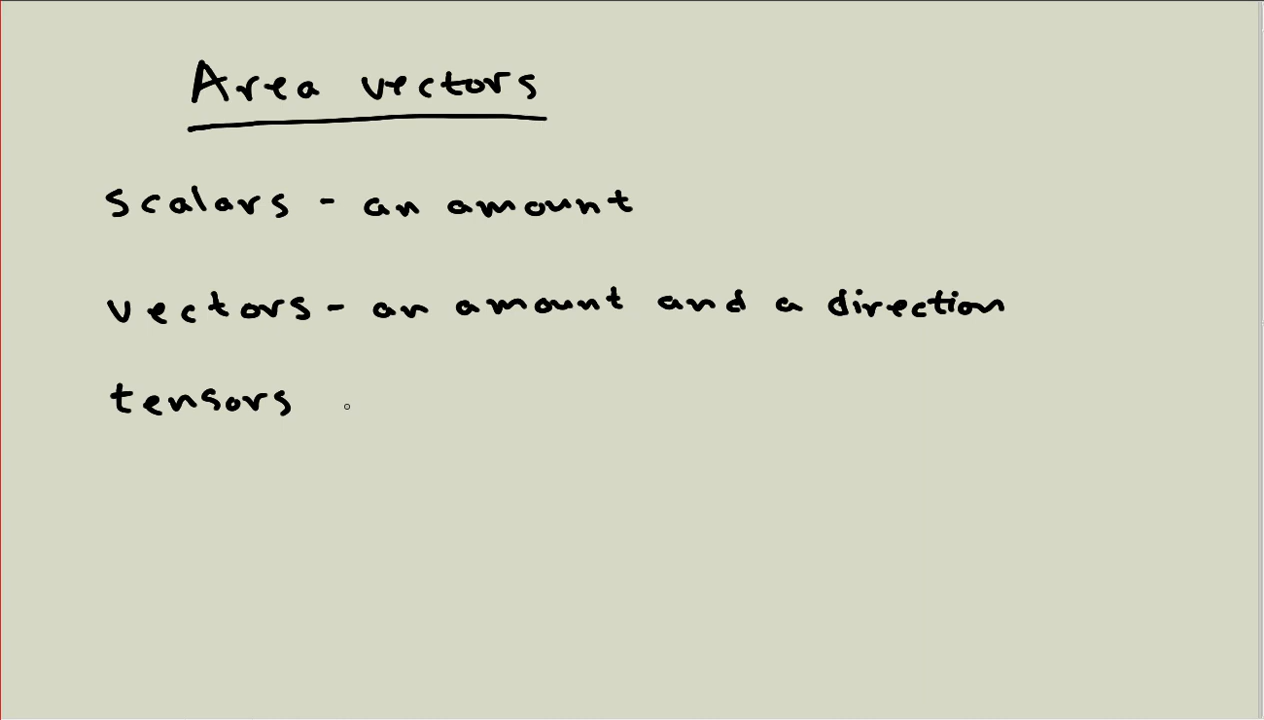 Area vectors
scalars - an amount
vectors - an amount and a direction
tensors